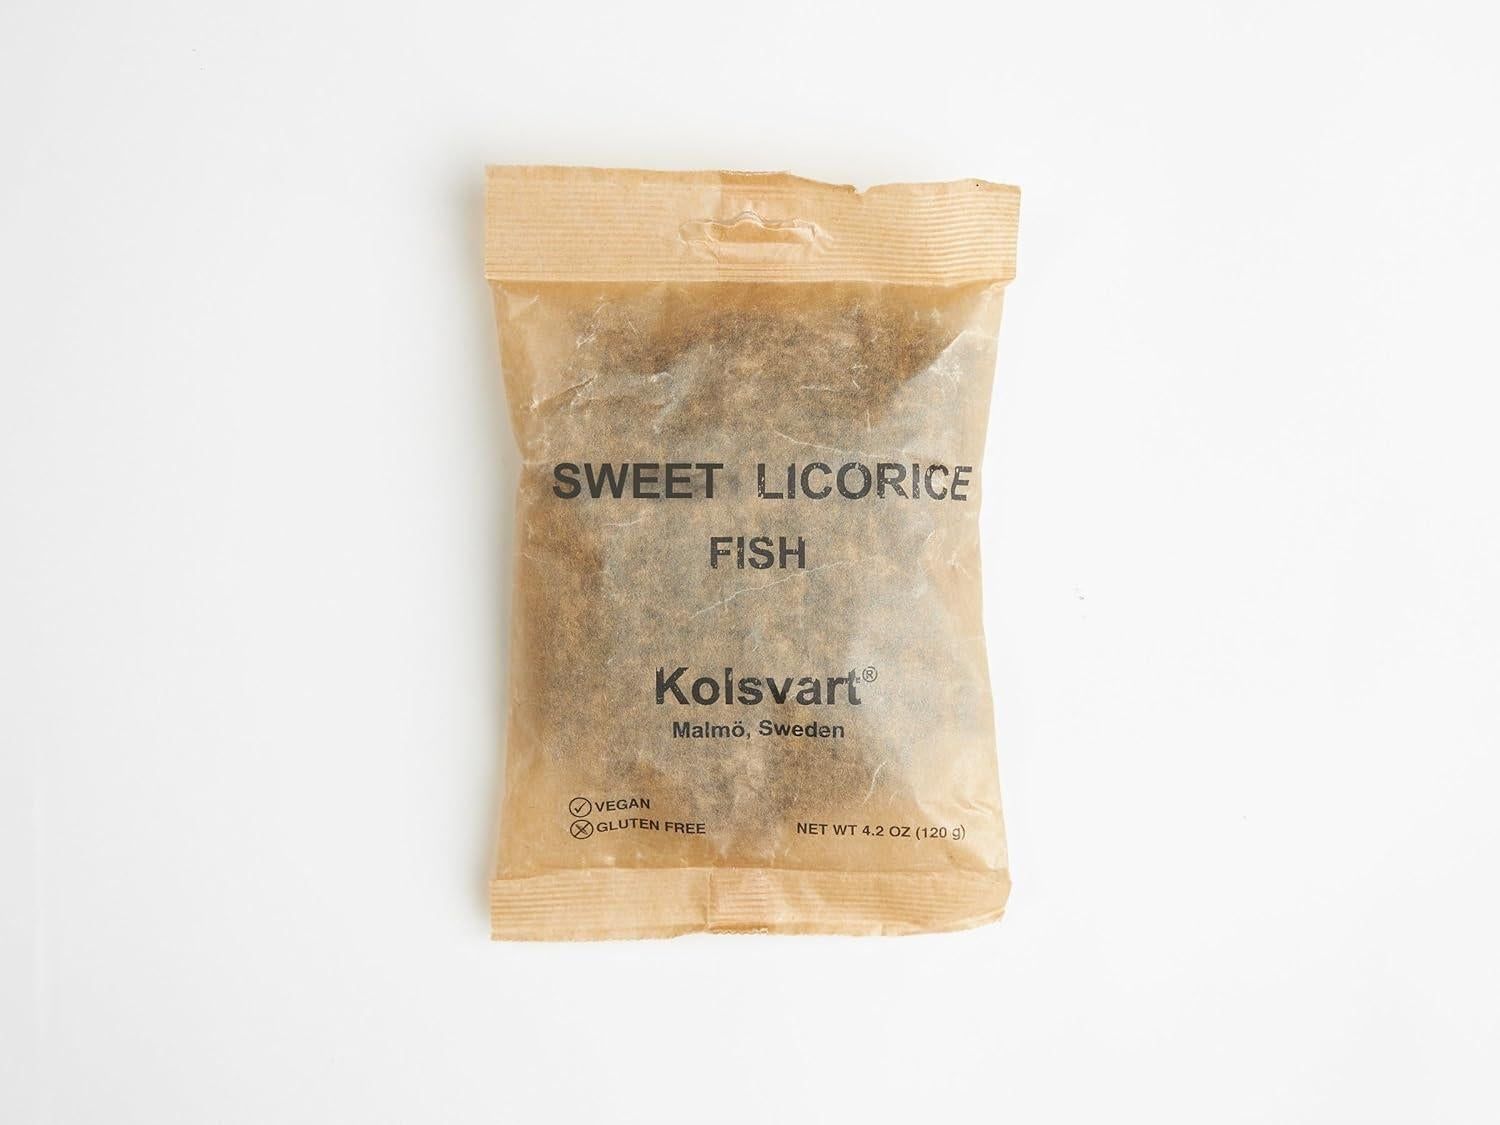 SWEET LICORICE
FISH
Kolsvart®
Malmö, Sweden
VEGAN
GLUTEN FREE
NET WT 4.2 OZ (120 g)